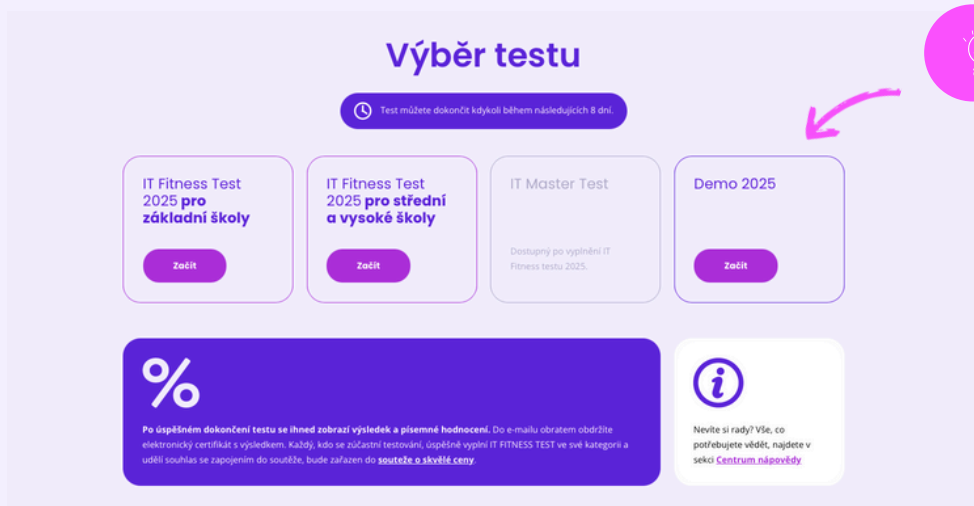 Výběr testu
Test můžete dokončit kdykoli během následujících 8 dní.
IT Fitness Test
2025 pro
základní školy
Začít
IT Fitness Test
2025 pro střední
a vysoké školy
Začít
IT Master Test
Dostupný po vyplnění IT
Fitness testu 2025.
Demo 2025
Začít
%
Po úspěšném dokončení testu se ihned zobrazí výsledek a písemné hodnocení. Do e-mailu obratem obdržíte
elektronický certifikát s výsledkem. Každý, kdo se zúčastní testování, úspěšně vyplní IT FITNESS TEST ve své kategorii a
udělí souhlas se zapojením do soutěže, bude zařazen do souteže o skvělé ceny.
Nevíte si rady? Vše, co
potřebujete vědět, najdete v
sekci Centrum nápovědy